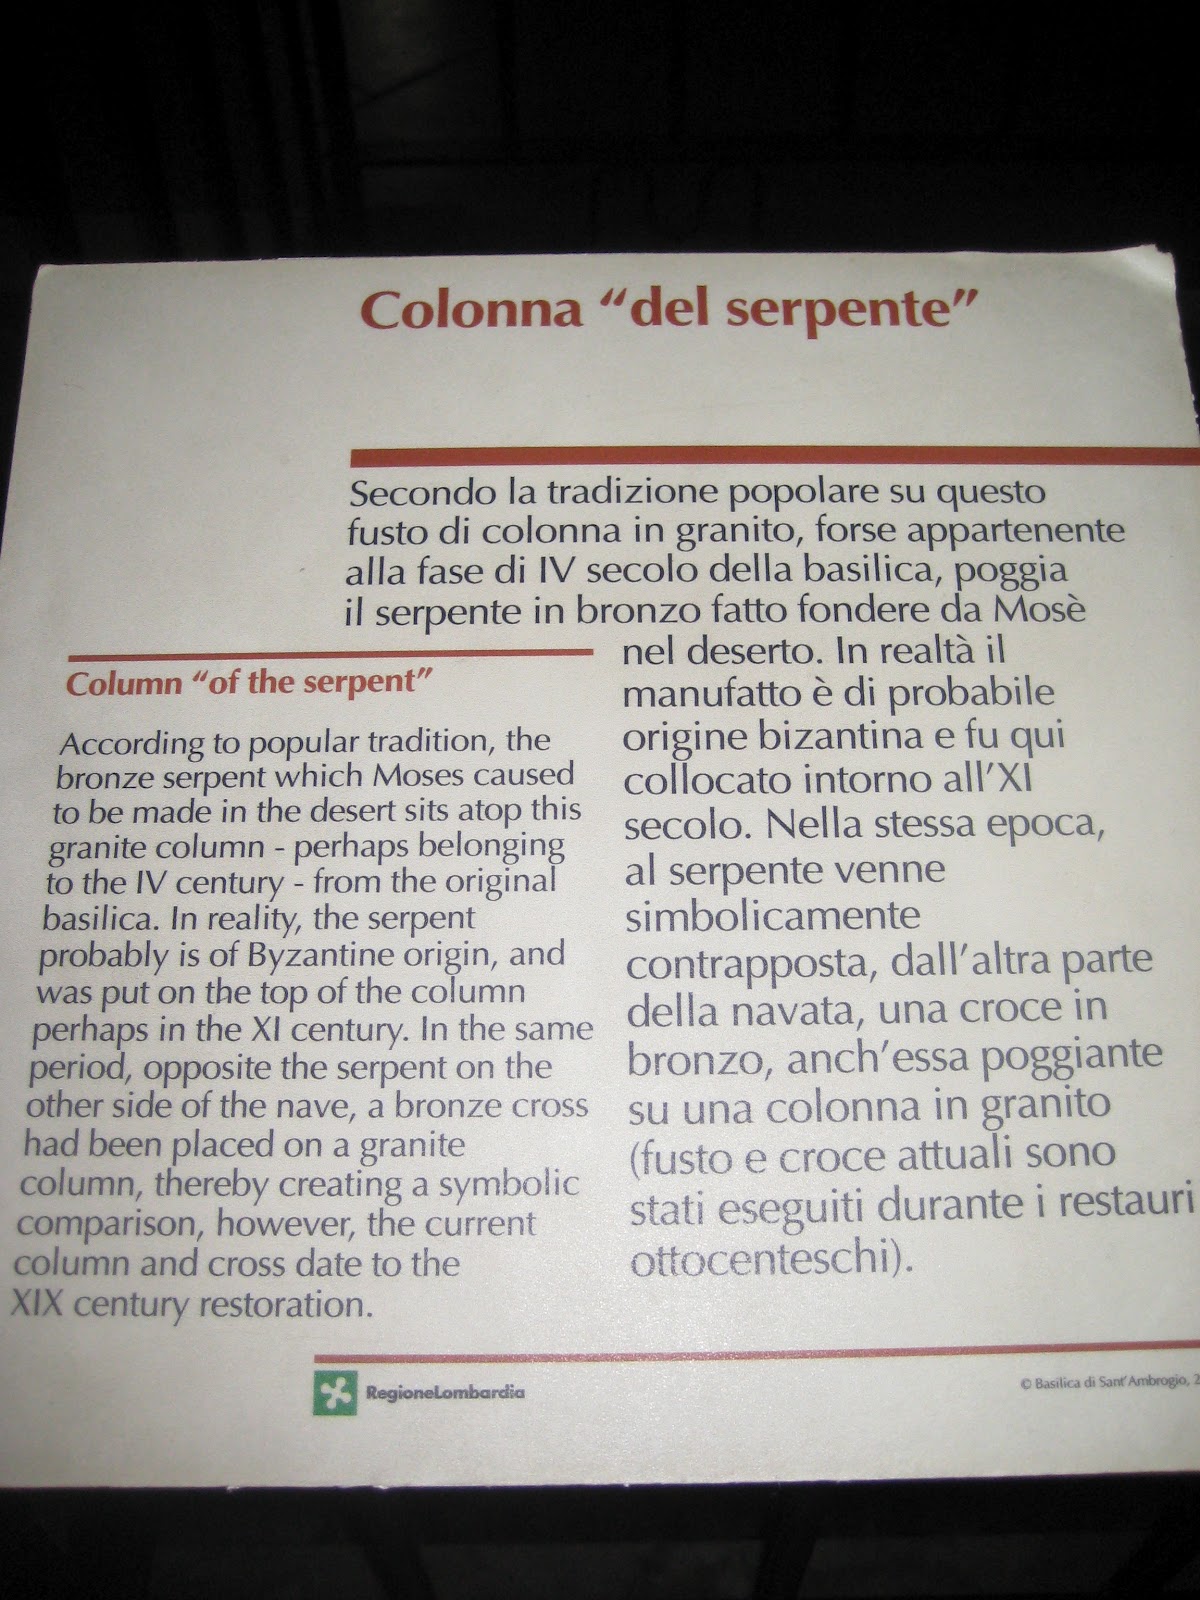 Colonna “del serpente”
Secondo la tradizione popolare su questo
fusto di colonna in granito, forse appartenente
alla fase di IV secolo della basilica, poggia
il serpente in bronzo fatto fondere da Mosè
nel deserto. In realtà il
manufatto è di probabile
origine bizantina e fu qui
collocato intorno all’XI
secolo. Nella stessa epoca,
al serpente venne
simbolicamente
contrapposta, dall’altra parte
della navata, una croce in
bronzo, anch’essa poggiante
su una colonna in granito
(fusto e croce attuali sono
stati eseguiti durante i restauri
ottocenteschi).
Column “of the serpent”
According to popular tradition, the
bronze serpent which Moses caused
to be made in the desert sits atop this
granite column - perhaps belonging
to the IV century - from the original
basilica. In reality, the serpent
probably is of Byzantine origin, and
was put on the top of the column
perhaps in the XI century. In the same
period, opposite the serpent on the
other side of the nave, a bronze cross
had been placed on a granite
column, thereby creating a symbolic
comparison, however, the current
column and cross date to the
XIX century restoration.
RegioneLombardia
© Basilica di Sant’Ambrogio, 2